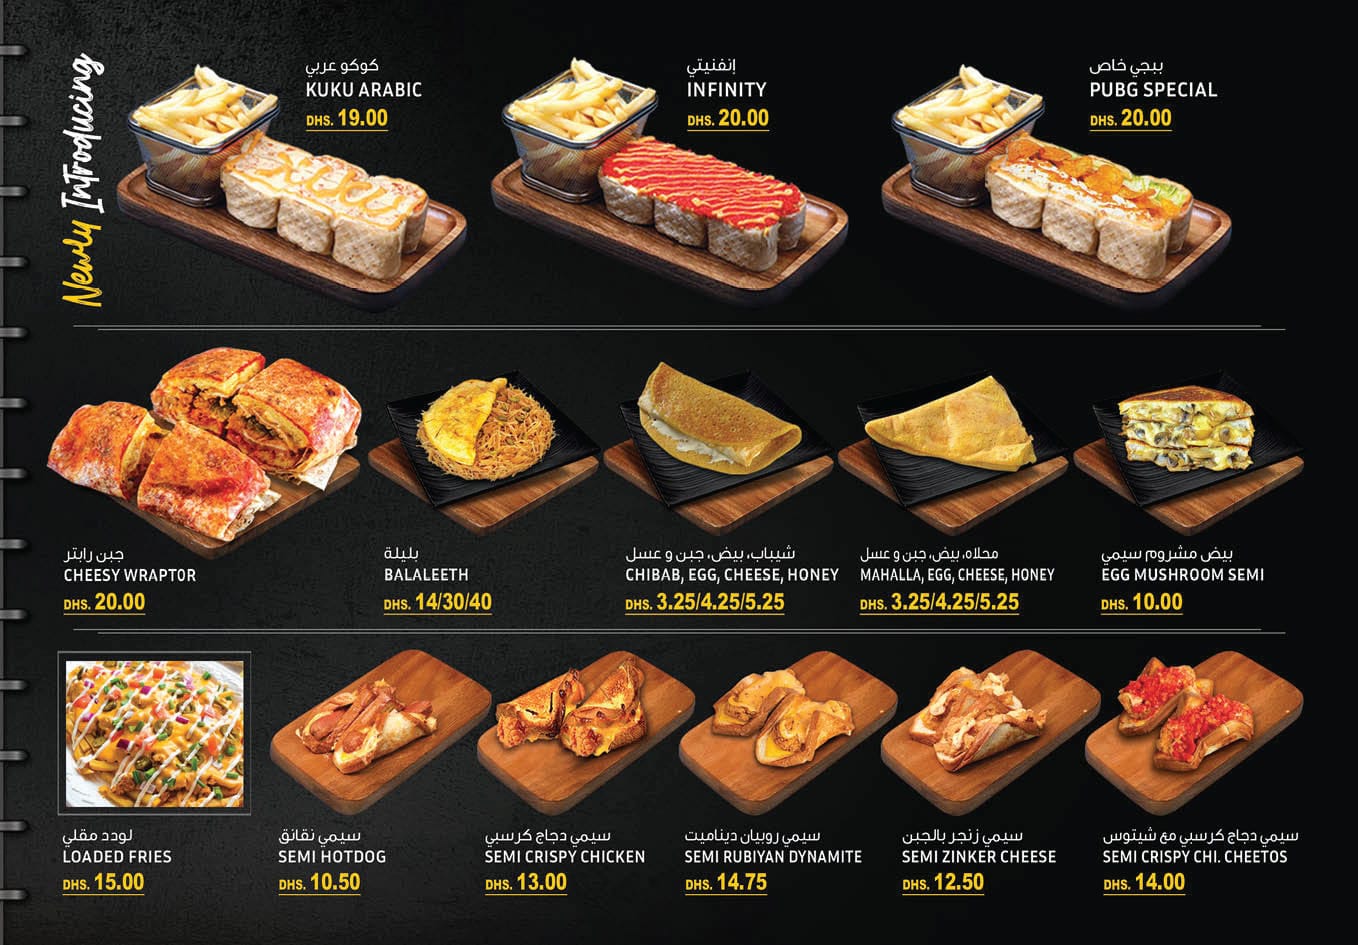 Newly Introducing
كوكو عربي
KUKU ARABIC
DHS. 19.00
إنفنيتي
INFINITY
DHS. 20.00
ببجي خاص
PUBG SPECIAL
DHS. 20.00
جبن رابتر
CHEESY WRAPTOR
DHS. 20.00
بليلة
BALALEETH
DHS. 14/30/40
شيباب، بيض، جبن و عسل
CHIBAB, EGG, CHEESE, HONEY
DHS. 3.25/4.25/5.25
محلاه، بيض، جبن و عسل
MAHALLA, EGG, CHEESE, HONEY
DHS. 3.25/4.25/5.25
بيض مشروم سيمي
EGG MUSHROOM SEMI
DHS. 10.00
لودد مقلي
LOADED FRIES
DHS. 15.00
سيمي نقانق
SEMI HOTDOG
DHS. 10.50
سيمي دجاج كرسبي
SEMI CRISPY CHICKEN
DHS. 13.00
سيمي روبيان ديناميت
SEMI RUBIYAN DYNAMITE
DHS. 14.75
سيمي زنجر بالجبن
SEMI ZINKER CHEESE
DHS. 12.50
سيمي دجاج كرسبي مع شيتوس
SEMI CRISPY CHI. CHEETOS
DHS. 14.00